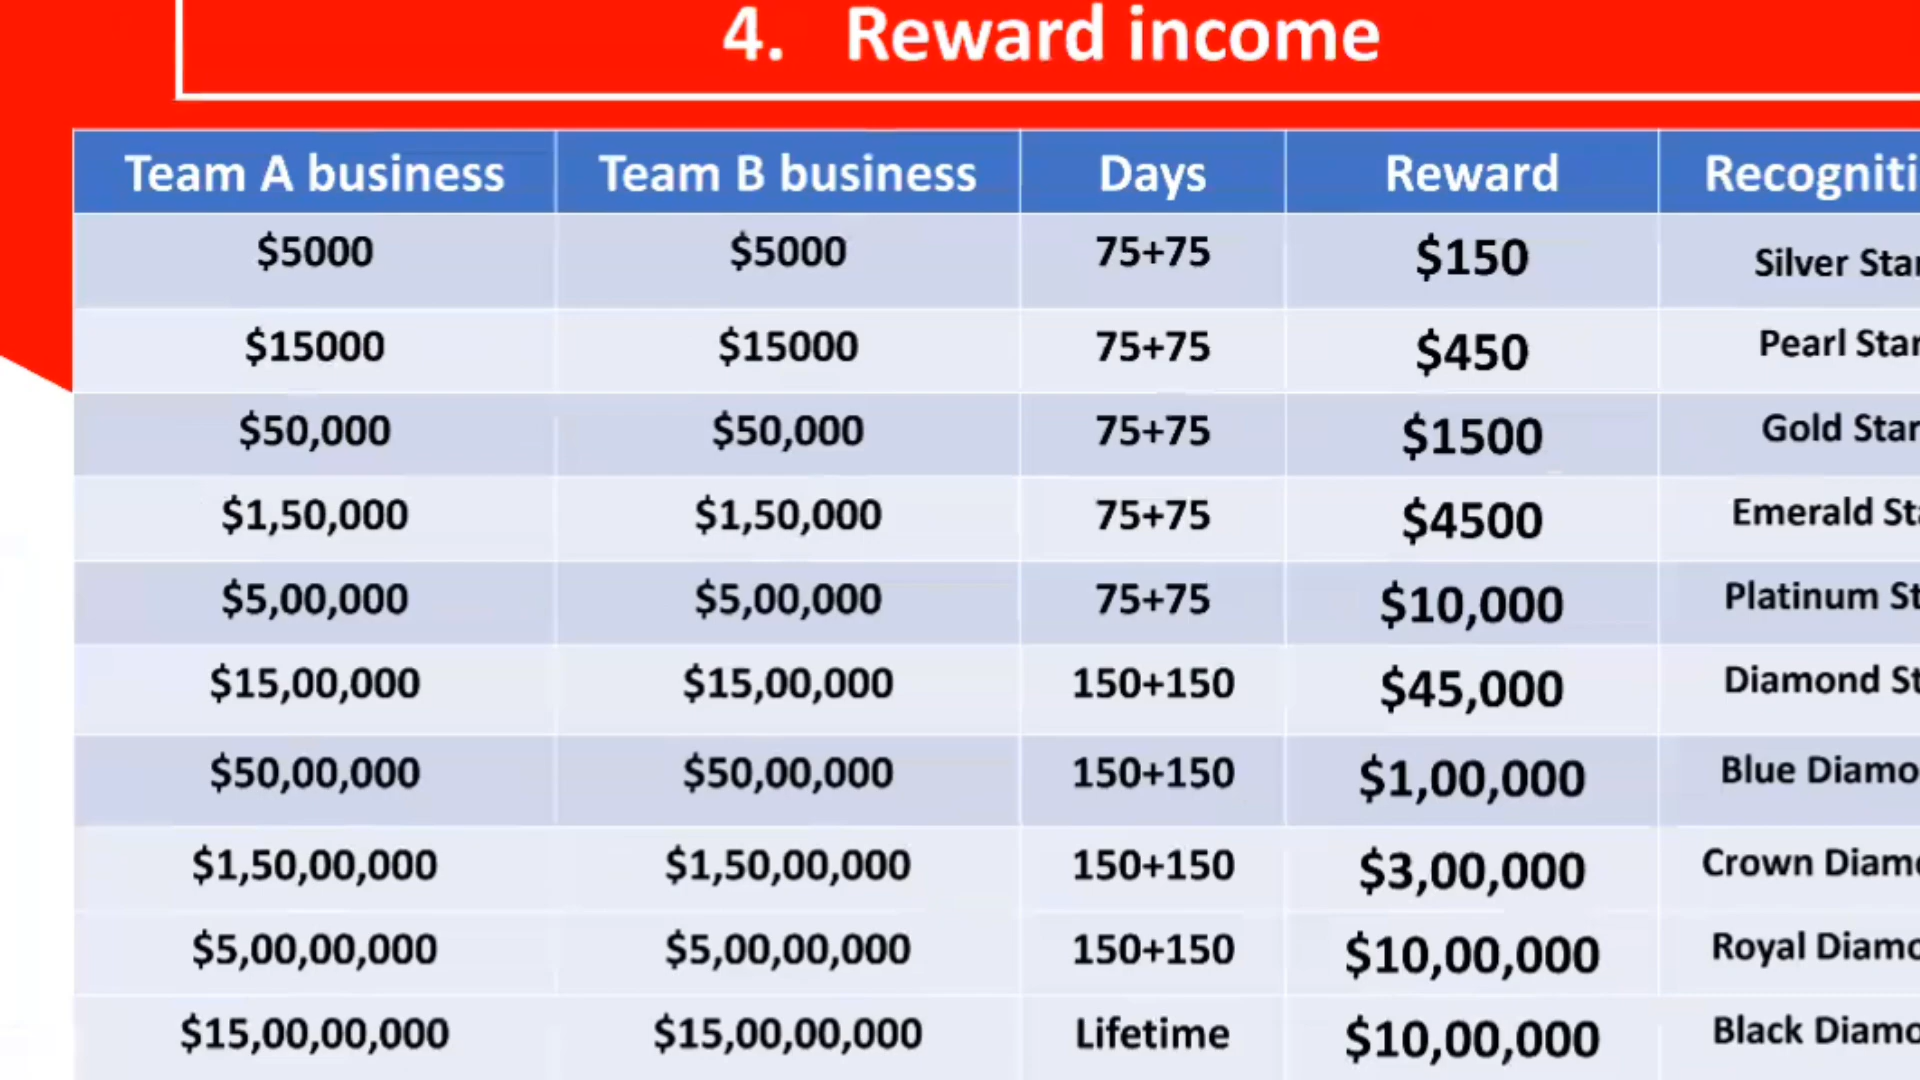 4. Reward income
Team A business Team B business Days Reward Recogniti
$5000 $5000 75+75 $150 Silver Star
$15000 $15000 75+75 $450 Pearl Star
$50,000 $50,000 75+75 $1500 Gold Star
$1,50,000 $1,50,000 75+75 $4500 Emerald Sta
$5,00,000 $5,00,000 75+75 $10,000 Platinum St
$15,00,000 $15,00,000 150+150 $45,000 Diamond St
$50,00,000 $50,00,000 150+150 $1,00,000 Blue Diamo
$1,50,00,000 $1,50,00,000 150+150 $3,00,000 Crown Diamo
$5,00,00,000 $5,00,00,000 150+150 $10,00,000 Royal Diamo
$15,00,00,000 $15,00,00,000 Lifetime $10,00,000 Black Diamo